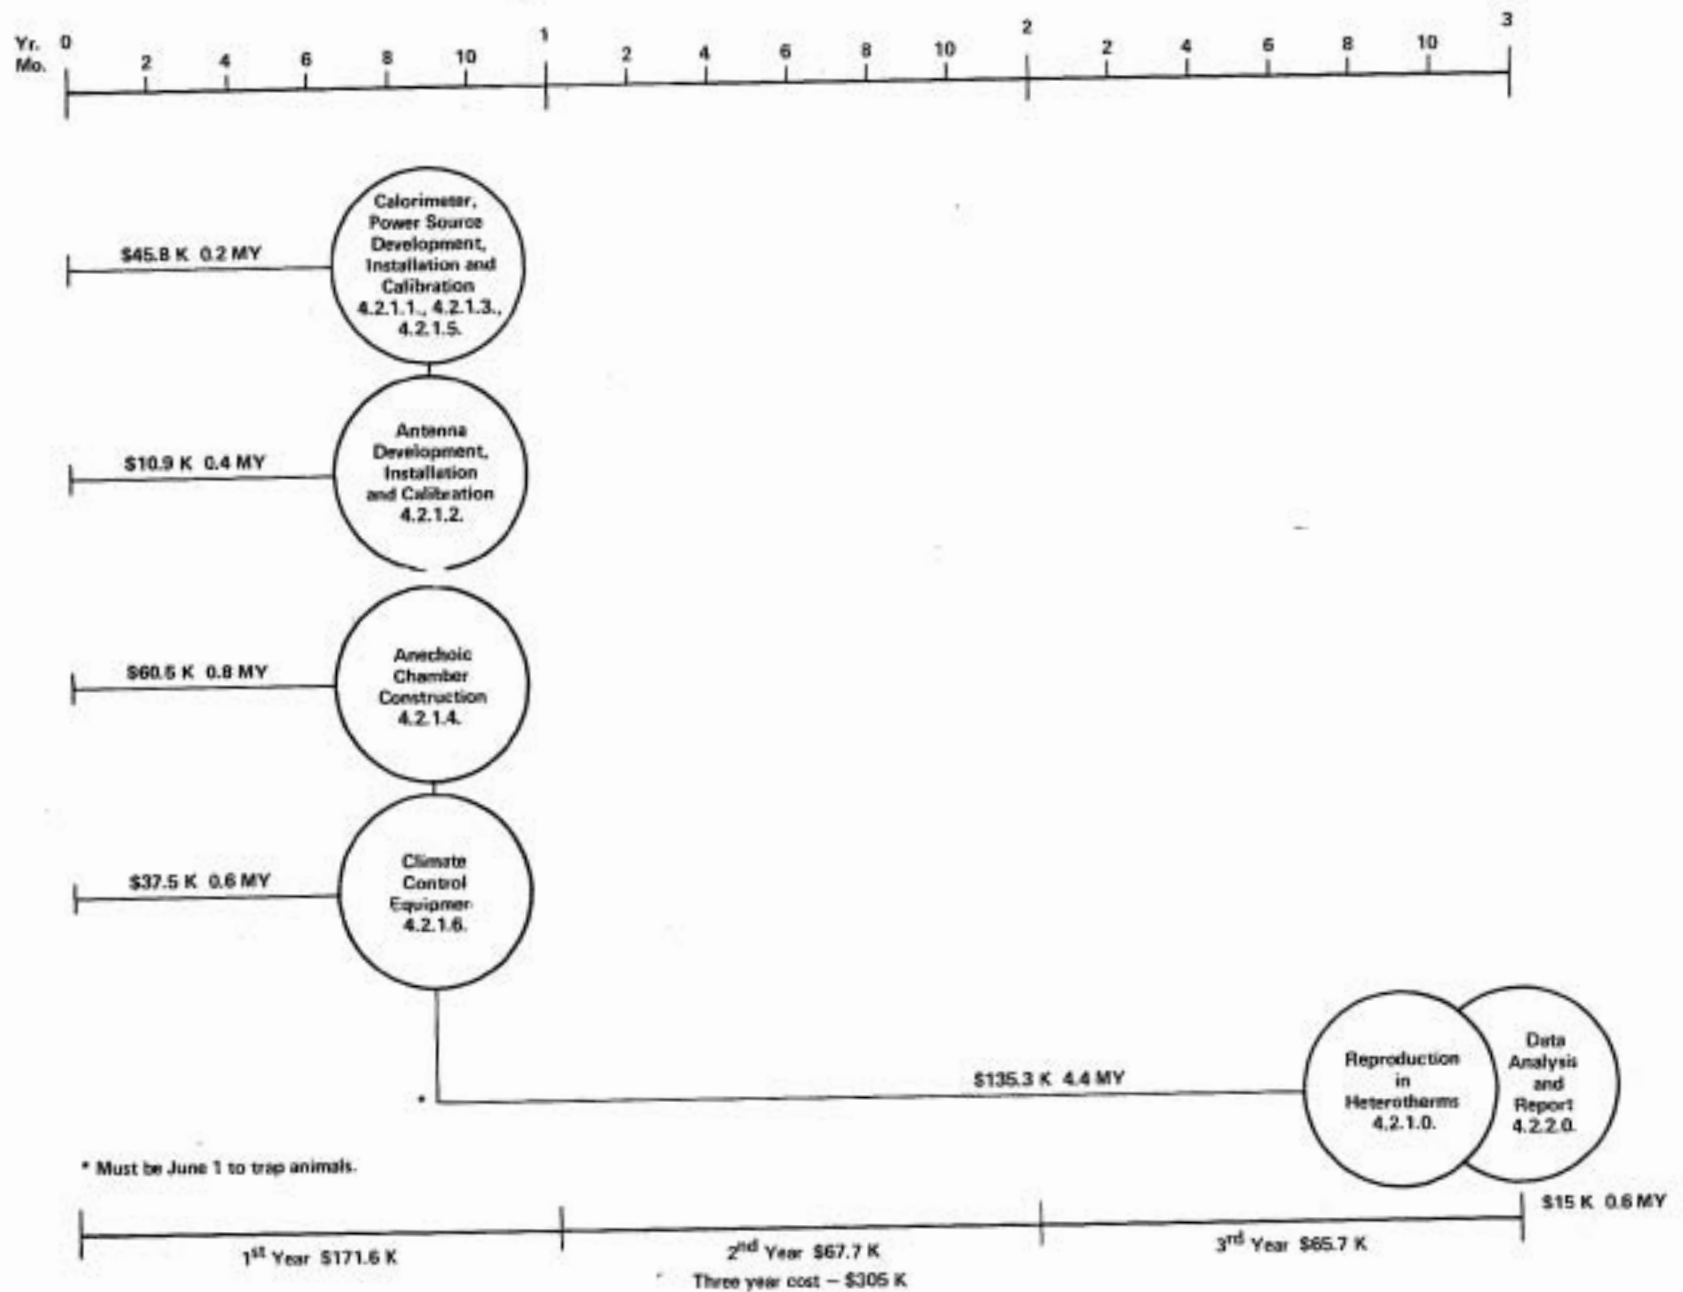 Yr. 0 1 2 3
Mo. 2 4 6 8 10 2 4 6 8 10 2 4 6 8 10
Calorimeter,
Power Source
Development,
Installation and
Calibration
4.2.1.1., 4.2.1.3.,
4.2.1.5.
$45.8 K 0.2 MY
Antenna
Development,
Installation
and Calibration
4.2.1.2.
$10.9 K 0.4 MY
Anechoic
Chamber
Construction
4.2.1.4.
$60.5 K 0.8 MY
Climate
Control
Equipmen
4.2.1.6.
$37.5 K 0.6 MY
*
$135.3 K 4.4 MY
Reproduction
in
Heterotherms
4.2.1.0.
Data
Analysis
and
Report
4.2.2.0.
* Must be June 1 to trap animals.
$15 K 0.6 MY
1st Year $171.6 K
2nd Year $67.7 K
3rd Year $65.7 K
Three year cost — $305 K